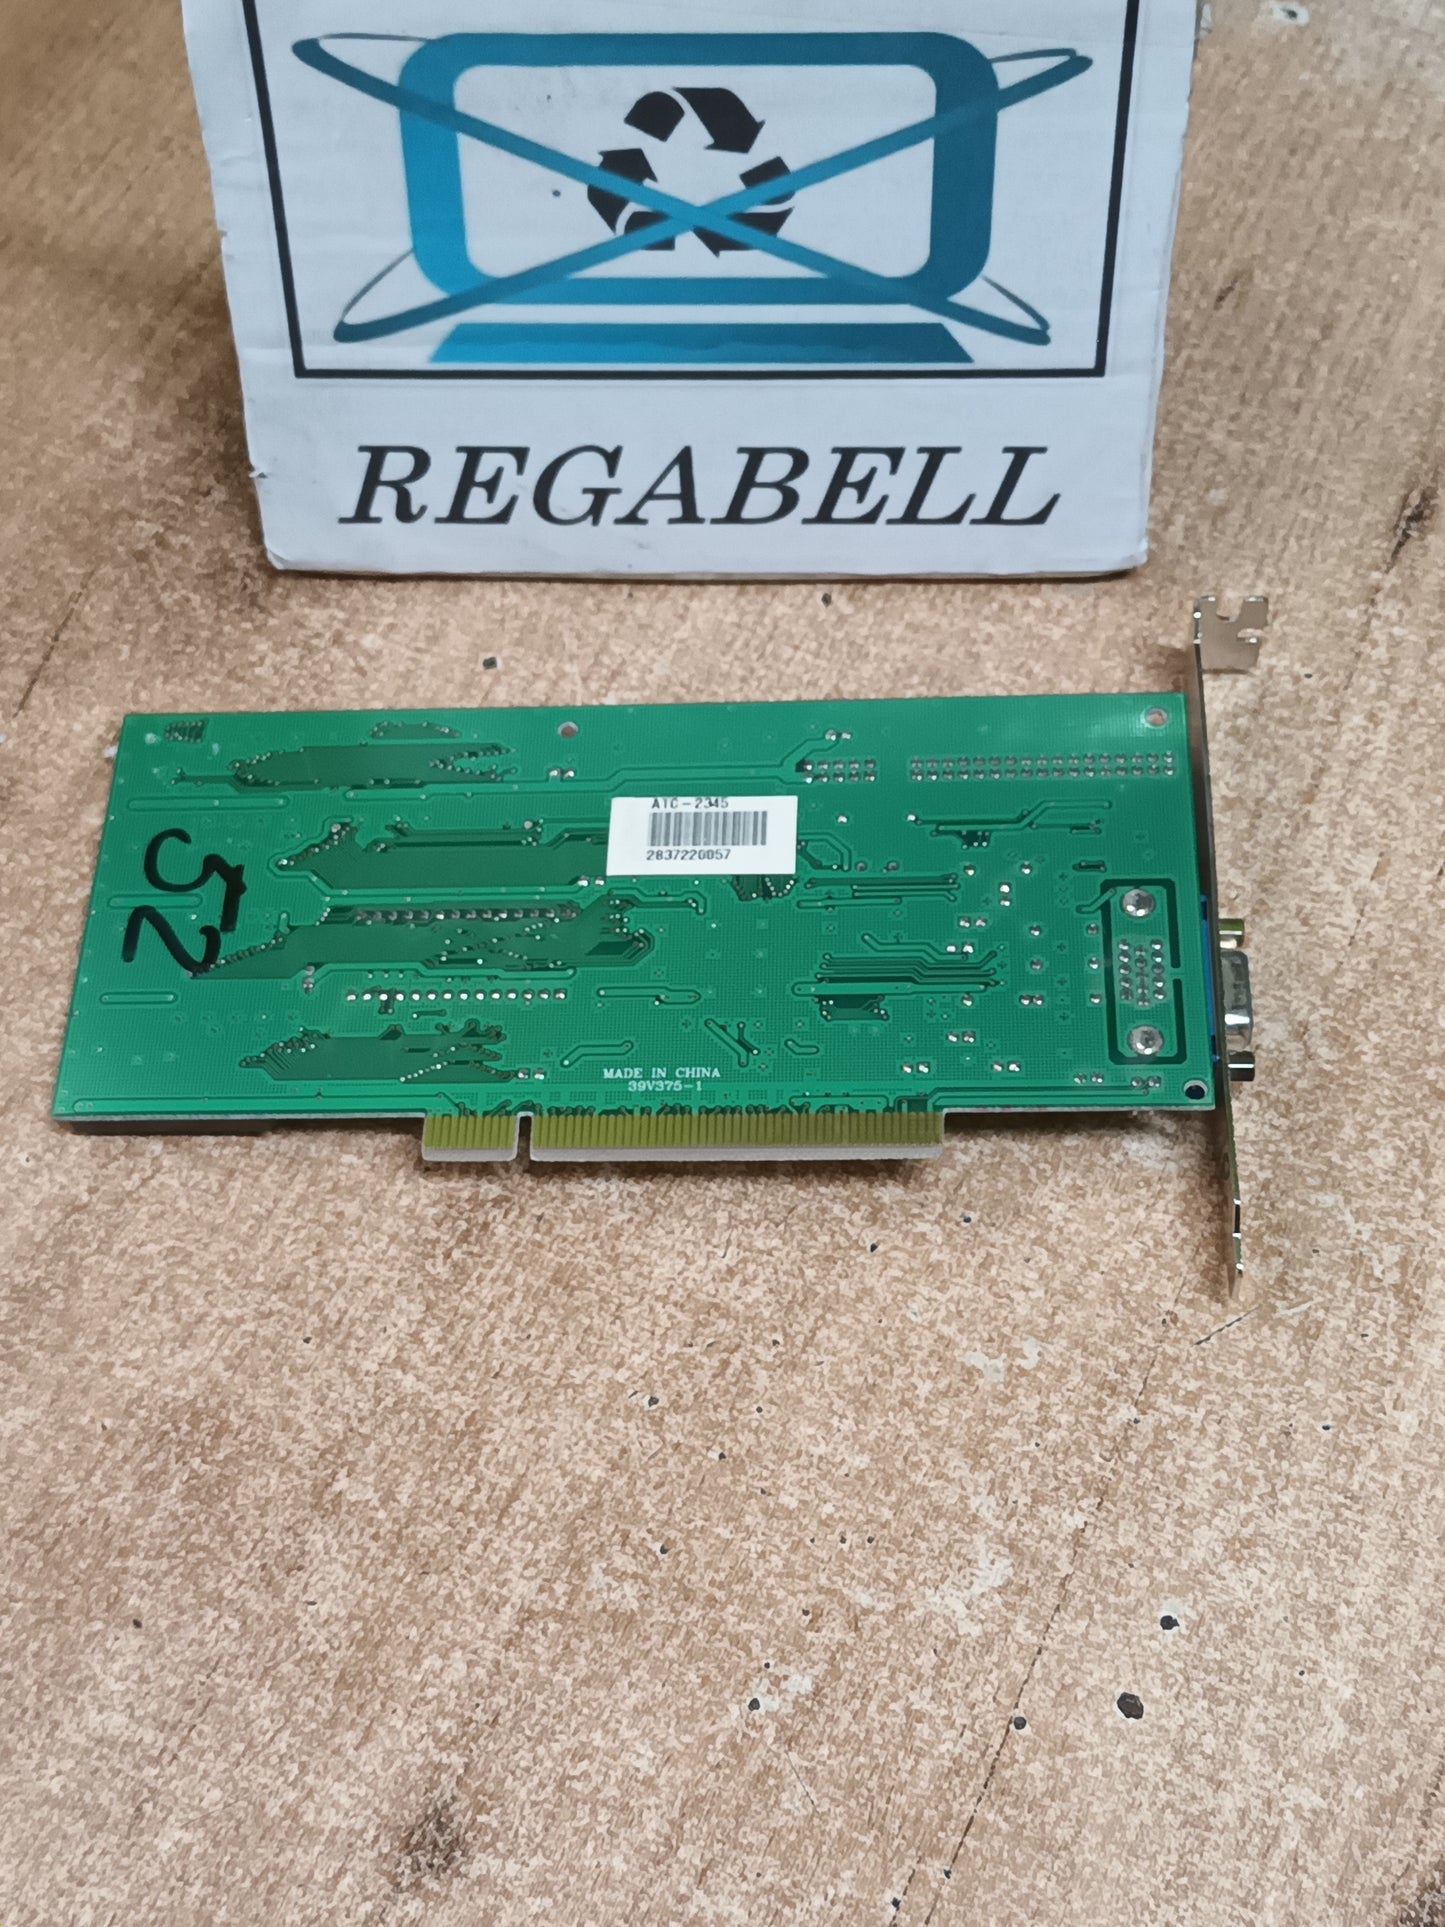 REGABELL
ATC-2345
2837220057
52
MADE IN CHINA
39V375-1